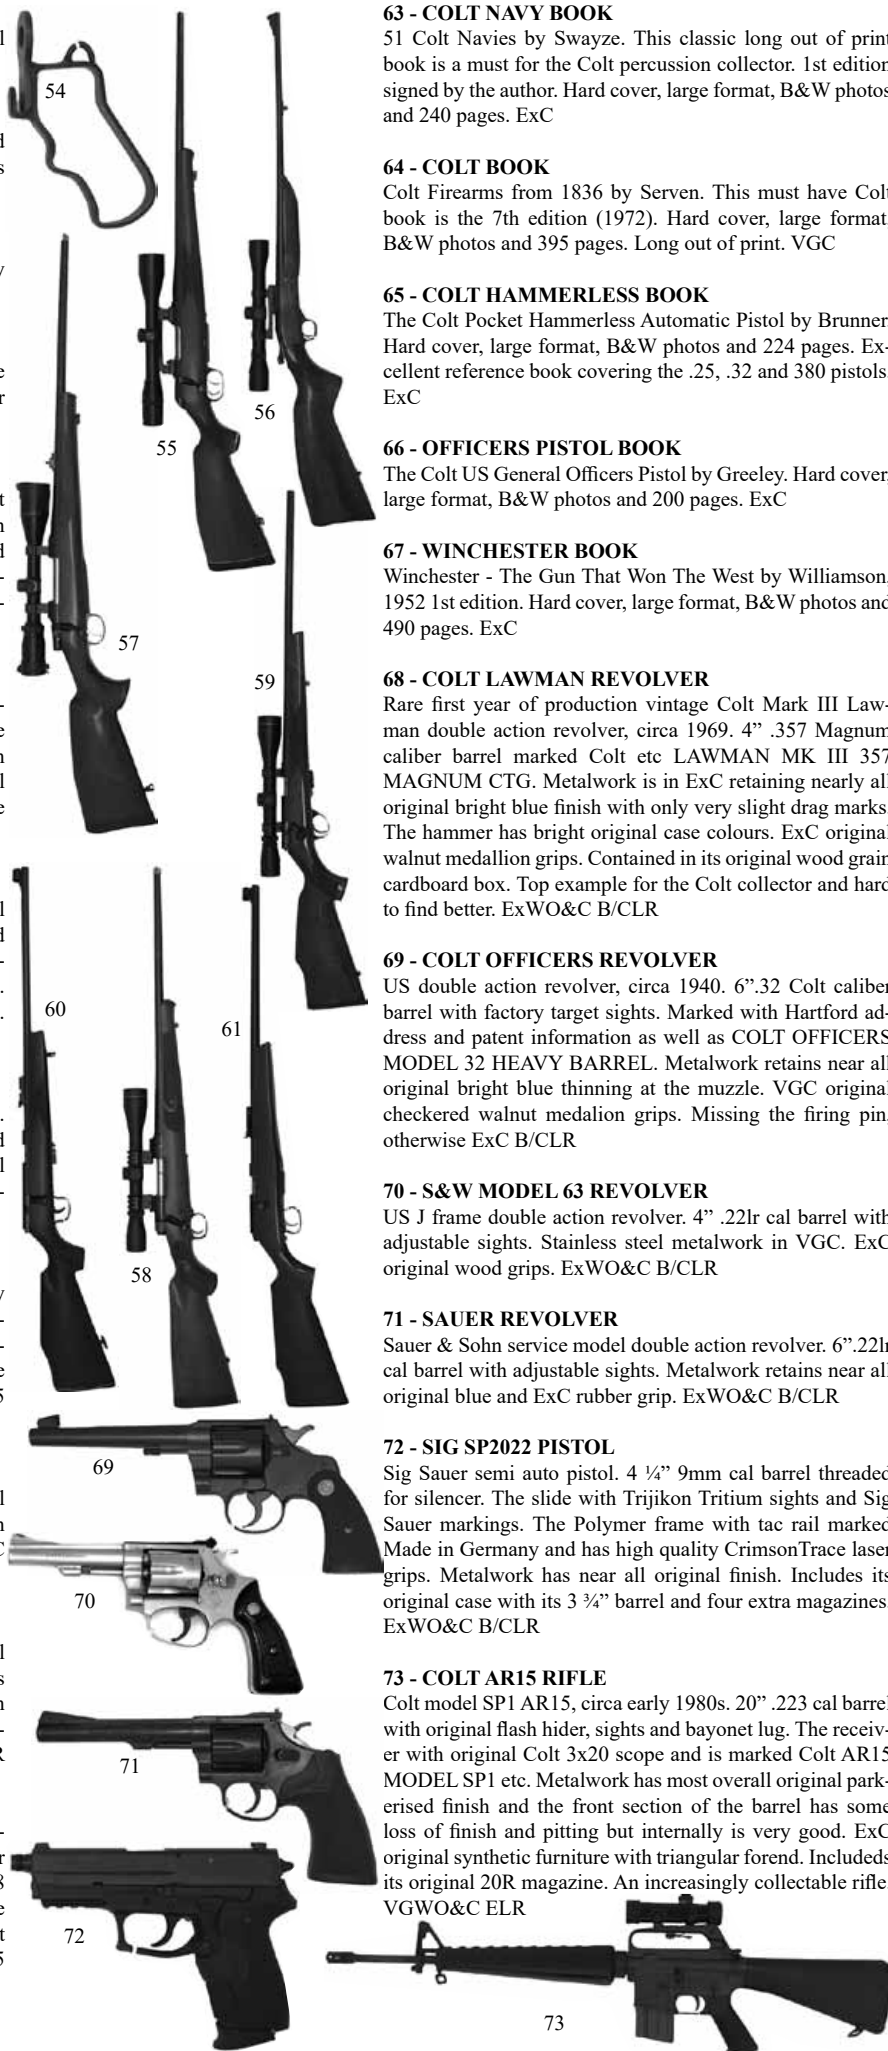 63 - COLT NAVY BOOK
51 Colt Navies by Swayze. This classic long out of print
book is a must for the Colt percussion collector. 1st edition
signed by the author. Hard cover, large format, B&W photos
and 240 pages. ExC
64 - COLT BOOK
Colt Firearms from 1836 by Serven. This must have Colt
book is the 7th edition (1972). Hard cover, large format,
B&W photos and 395 pages. Long out of print. VGC
65 - COLT HAMMERLESS BOOK
The Colt Pocket Hammerless Automatic Pistol by Brunner.
Hard cover, large format, B&W photos and 224 pages. Ex-
cellent reference book covering the .25, .32 and 380 pistols.
ExC
66 - OFFICERS PISTOL BOOK
The Colt US General Officers Pistol by Greeley. Hard cover,
large format, B&W photos and 200 pages. ExC
67 - WINCHESTER BOOK
Winchester - The Gun That Won The West by Williamson,
1952 1st edition. Hard cover, large format, B&W photos and
490 pages. ExC
68 - COLT LAWMAN REVOLVER
Rare first year of production vintage Colt Mark III Law-
man double action revolver, circa 1969. 4” .357 Magnum
caliber barrel marked Colt etc LAWMAN MK III 357
MAGNUM CTG. Metalwork is in ExC retaining nearly all
original bright blue finish with only very slight drag marks.
The hammer has bright original case colours. ExC original
walnut medallion grips. Contained in its original wood grain
cardboard box. Top example for the Colt collector and hard
to find better. ExWO&C B/CLR
69 - COLT OFFICERS REVOLVER
US double action revolver, circa 1940. 6”.32 Colt caliber
barrel with factory target sights. Marked with Hartford ad-
dress and patent information as well as COLT OFFICERS
MODEL 32 HEAVY BARREL. Metalwork retains near all
original bright blue thinning at the muzzle. VGC original
checkered walnut medalion grips. Missing the firing pin,
otherwise ExC B/CLR
70 - S&W MODEL 63 REVOLVER
US J frame double action revolver. 4” .22lr cal barrel with
adjustable sights. Stainless steel metalwork in VGC. ExC
original wood grips. ExWO&C B/CLR
71 - SAUER REVOLVER
Sauer & Sohn service model double action revolver. 6”.22lr
cal barrel with adjustable sights. Metalwork retains near all
original blue and ExC rubber grip. ExWO&C B/CLR
72 - SIG SP2022 PISTOL
Sig Sauer semi auto pistol. 4 ¼” 9mm cal barrel threaded
for silencer. The slide with Trijikon Tritium sights and Sig
Sauer markings. The Polymer frame with tac rail marked
Made in Germany and has high quality CrimsonTrace laser
grips. Metalwork has near all original finish. Includes its
original case with its 3 ¾” barrel and four extra magazines.
ExWO&C B/CLR
73 - COLT AR15 RIFLE
Colt model SP1 AR15, circa early 1980s. 20” .223 cal barrel
with original flash hider, sights and bayonet lug. The receiv-
er with original Colt 3x20 scope and is marked Colt AR15
MODEL SP1 etc. Metalwork has most overall original park-
erised finish and the front section of the barrel has some
loss of finish and pitting but internally is very good. ExC
original synthetic furniture with triangular forend. Includeds
its original 20R magazine. An increasingly collectable rifle.
VGWO&C ELR
54
55
56
57
59
60
61
58
69
70
71
72
73